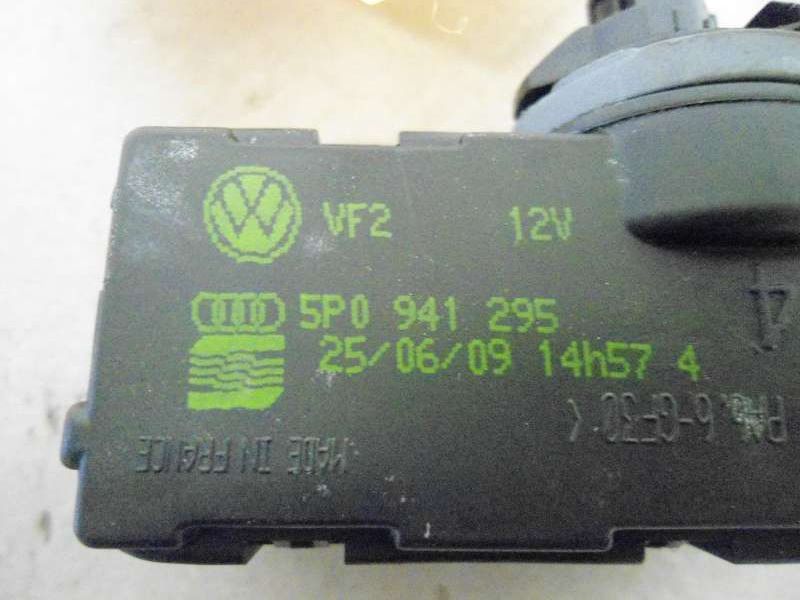 VF2 12V
5P0 941 295
25/06/09 14h57 4
MADE IN FRANCE